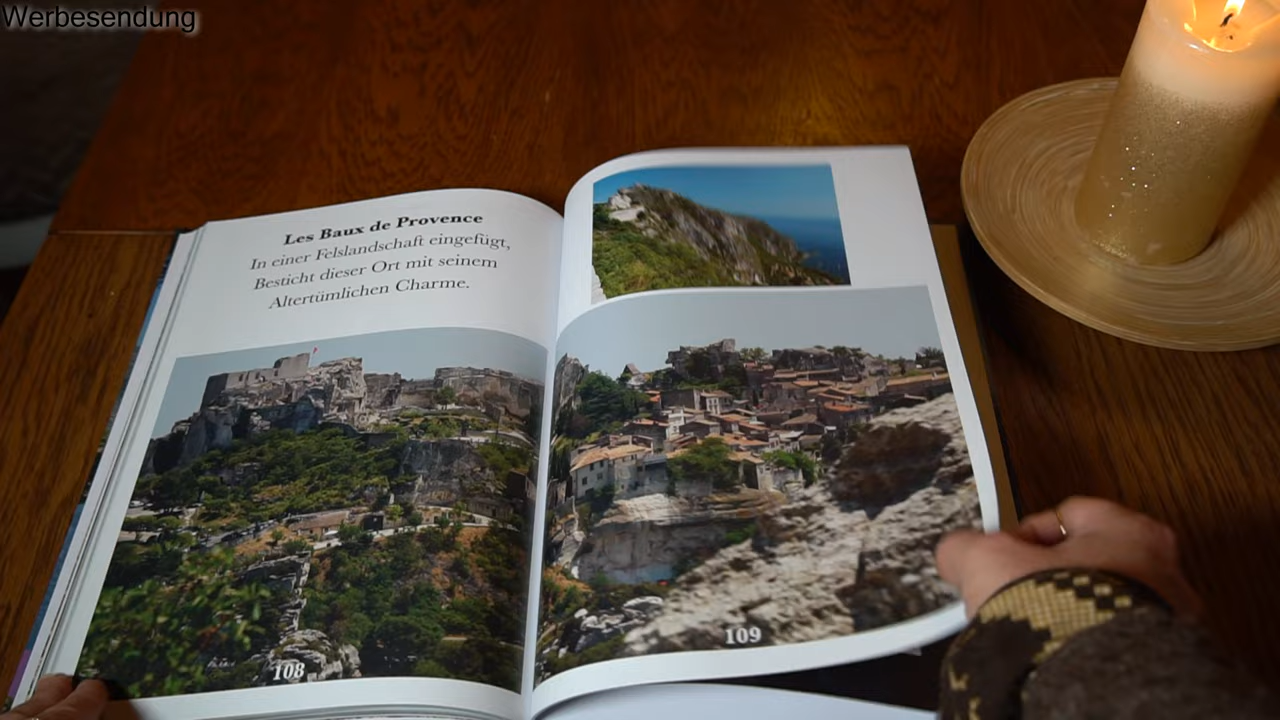 Werbesendung
Les Baux de Provence
In einer Felslandschaft eingefügt,
Besticht dieser Ort mit seinem
Altertümlichen Charme.
108
109